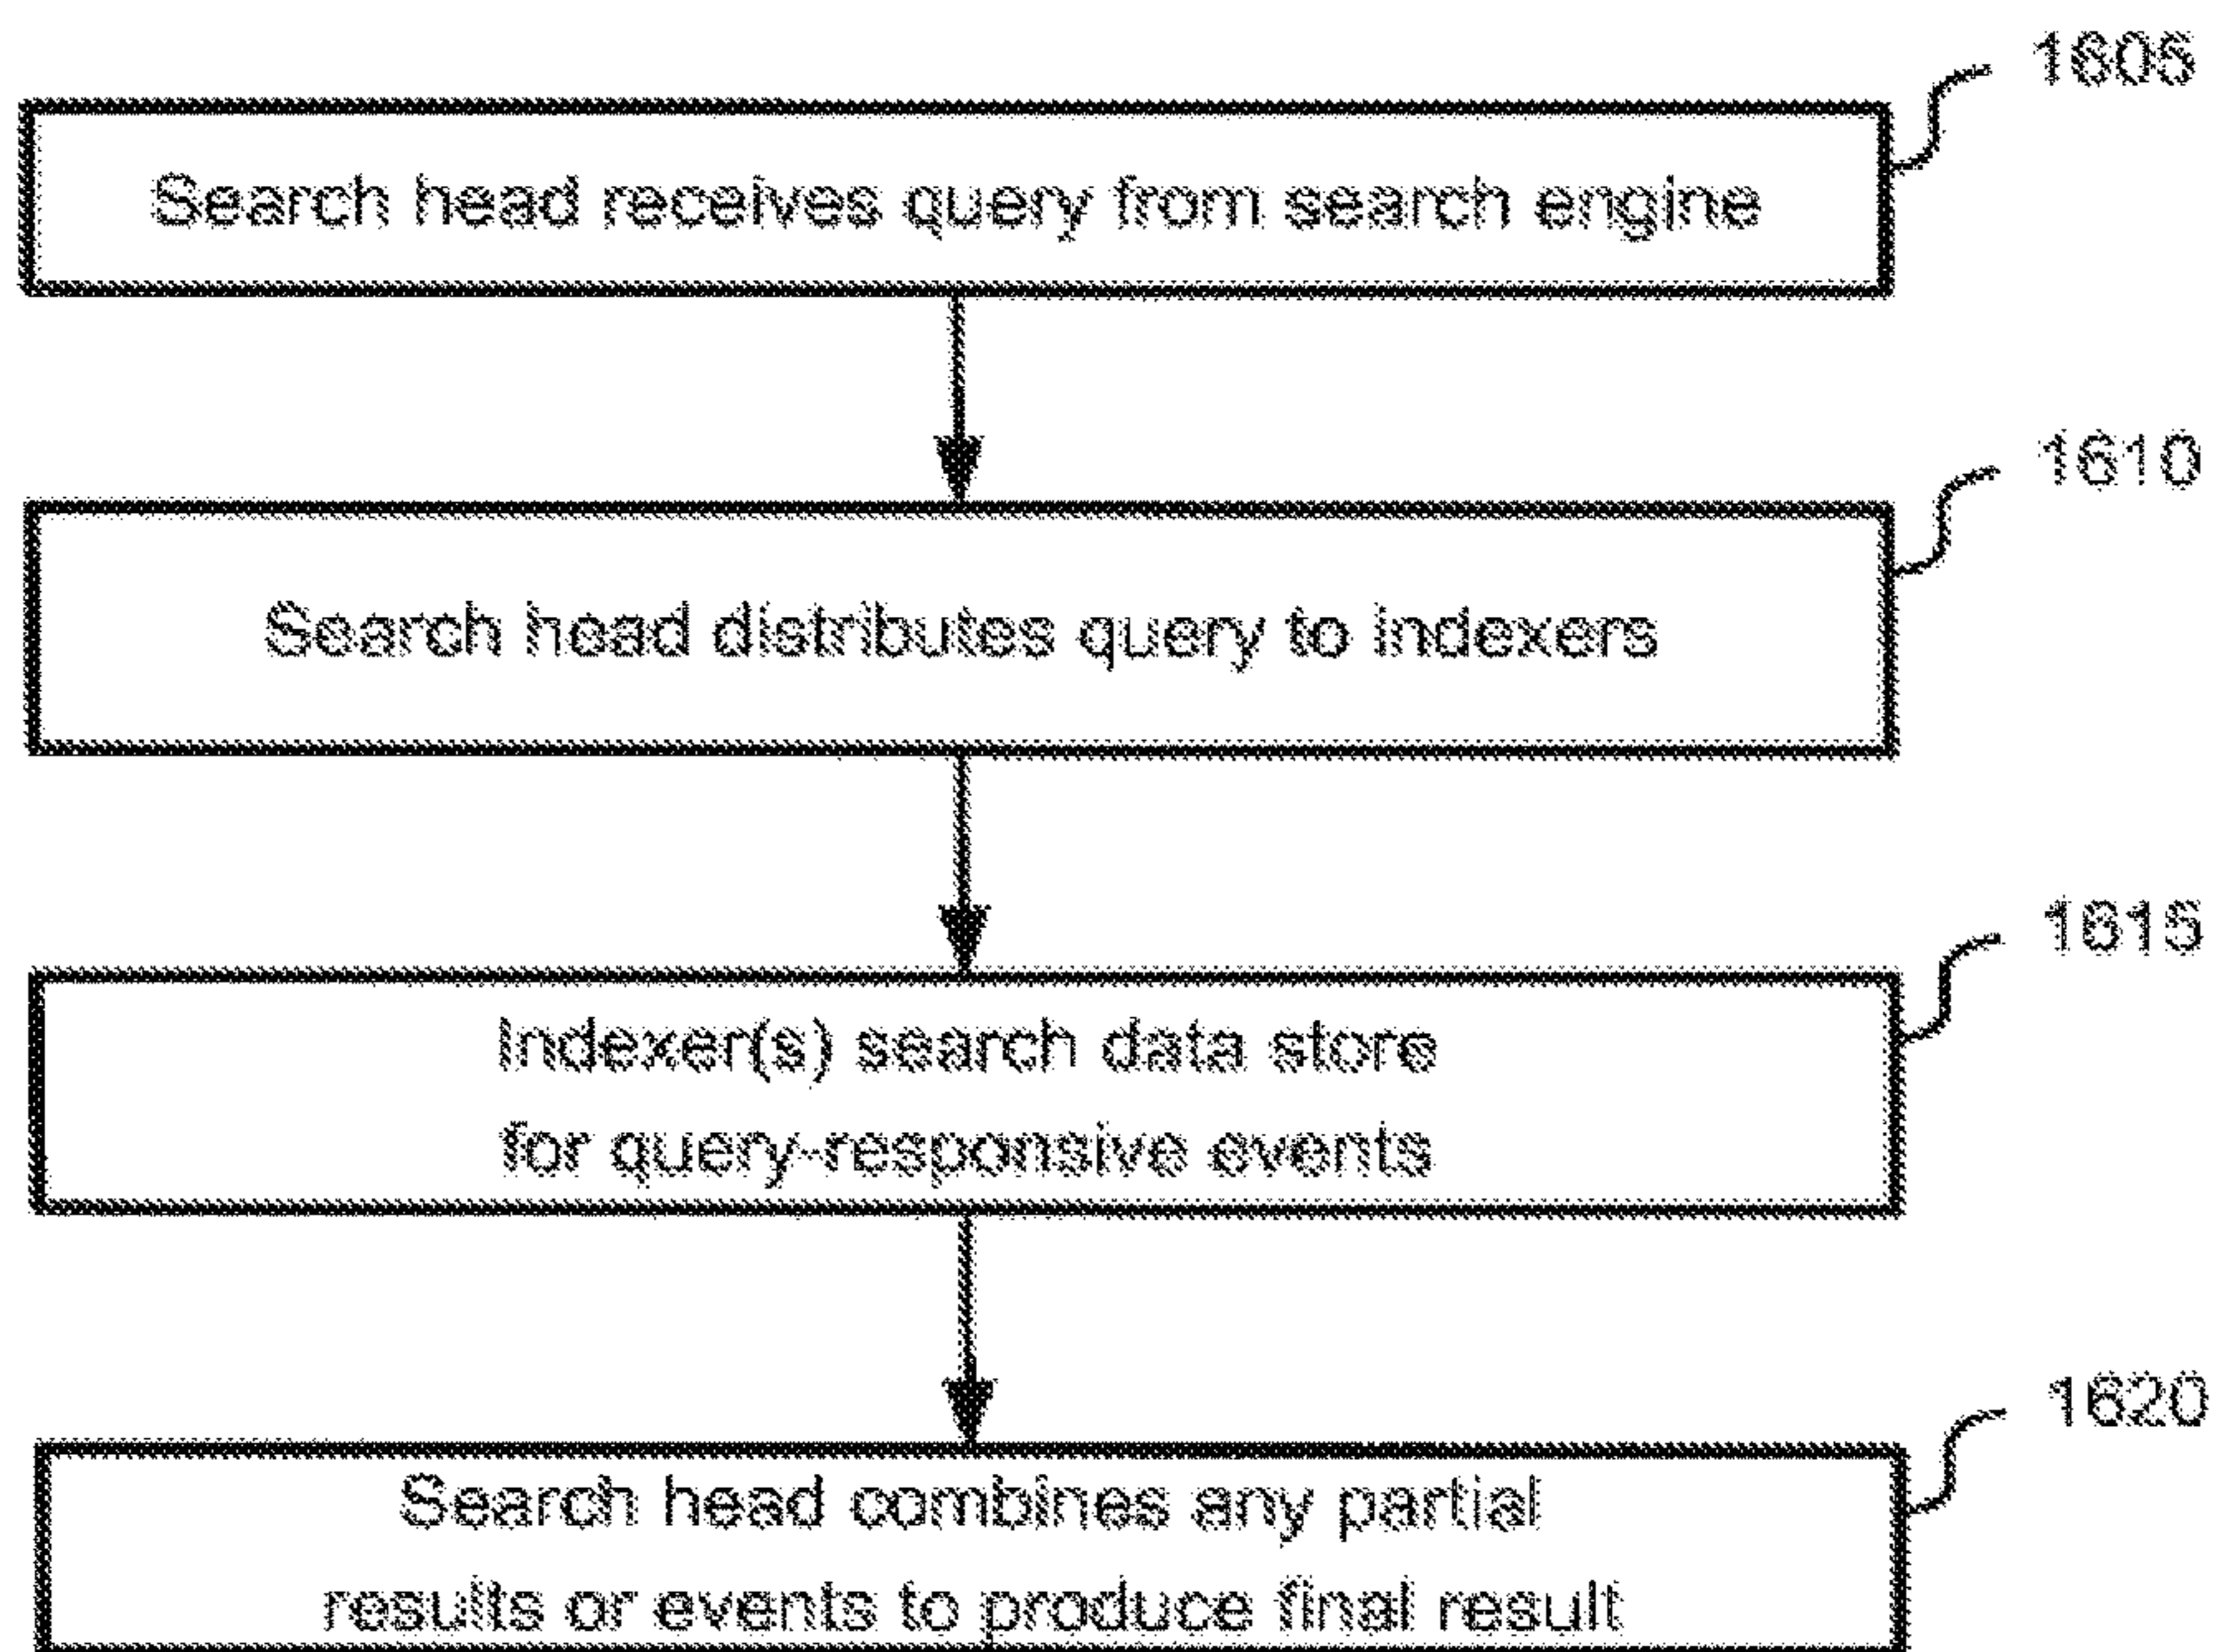 1605
Search head receives query from search engine
1610
Search head distributes query to indexers
1615
Indexer(s) search data store
for query-responsive events
1620
Search head combines any partial
results or events to produce final result